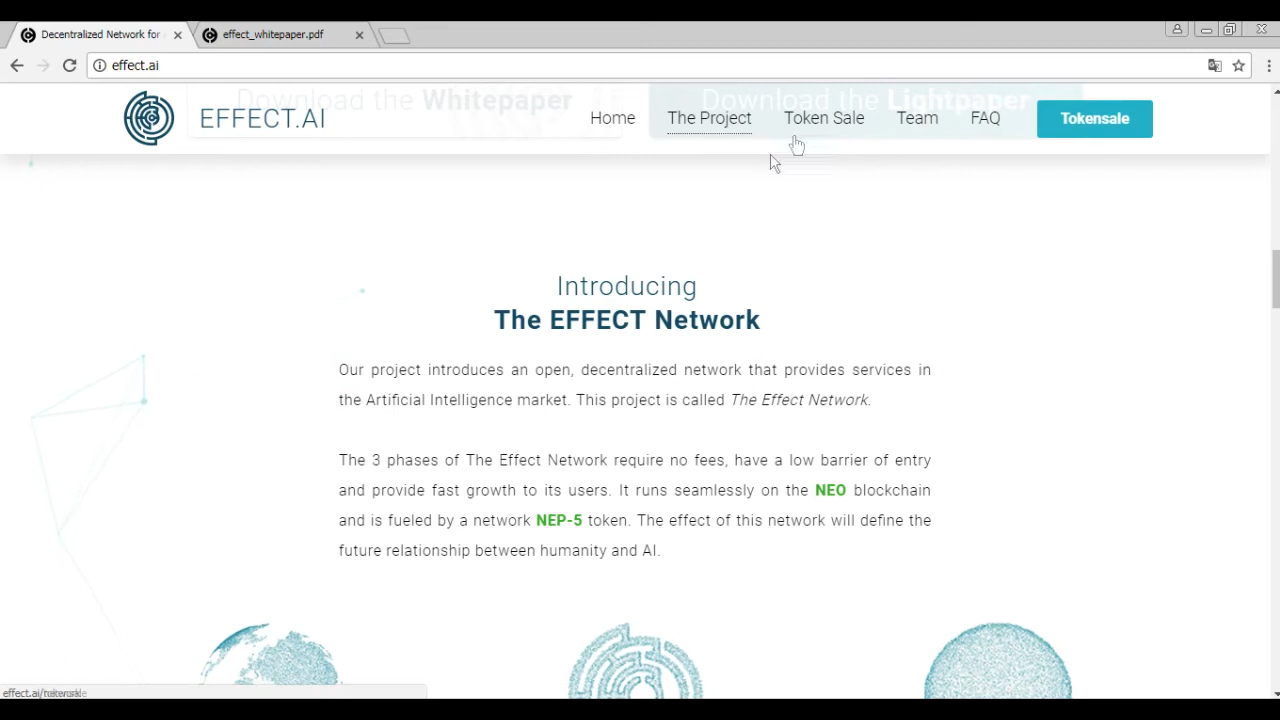 Decentralized Network for
effect_whitepaper.pdf
effect.ai
Download the Whitepaper
Download the Lightpaper
EFFECT.AI
Home
The Project
Token Sale
Team
FAQ
Tokensale
Introducing
The EFFECT Network
Our project introduces an open, decentralized network that provides services in
the Artificial Intelligence market. This project is called The Effect Network.
The 3 phases of The Effect Network require no fees, have a low barrier of entry
and provide fast growth to its users. It runs seamlessly on the NEO blockchain
and is fueled by a network NEP-5 token. The effect of this network will define the
future relationship between humanity and AI.